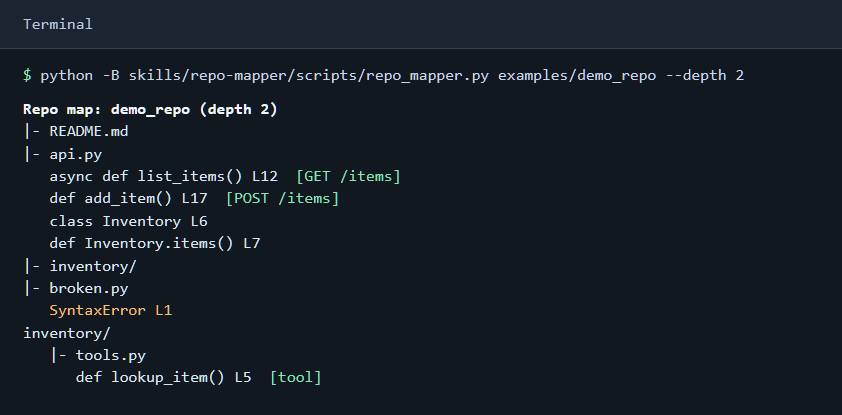 Terminal
$ python -B skills/repo-mapper/scripts/repo_mapper.py examples/demo_repo --depth 2
Repo map: demo_repo (depth 2)
|- README.md
|- api.py
   async def list_items() L12  [GET /items]
   def add_item() L17  [POST /items]
   class Inventory L6
   def Inventory.items() L7
|- inventory/
|- broken.py
   SyntaxError L1
inventory/
   |- tools.py
      def lookup_item() L5  [tool]